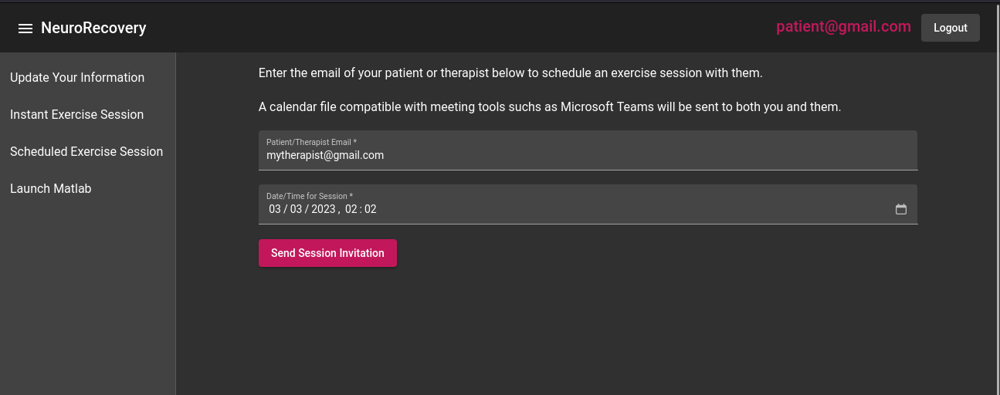 NeuroRecovery
patient@gmail.com
Logout
Update Your Information
Instant Exercise Session
Scheduled Exercise Session
Launch Matlab
Enter the email of your patient or therapist below to schedule an exercise session with them.
A calendar file compatible with meeting tools suchs as Microsoft Teams will be sent to both you and them.
Patient/Therapist Email *
mytherapist@gmail.com
Date/Time for Session *
03 / 03 / 2023 , 02 : 02
Send Session Invitation